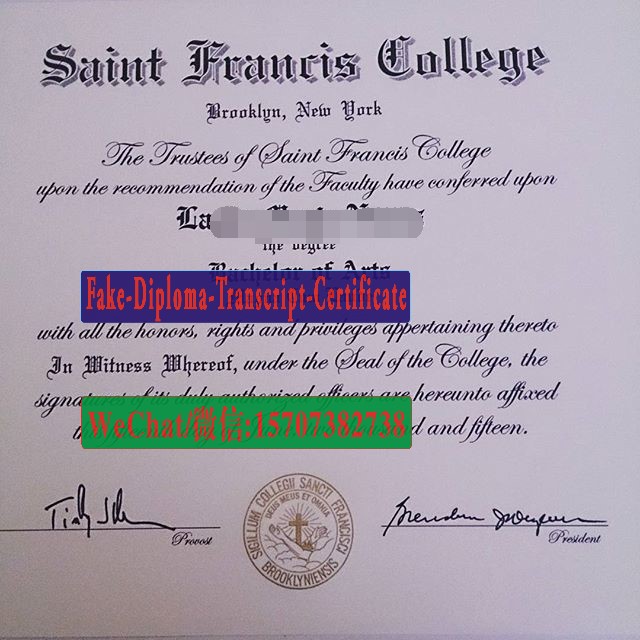 Saint Francis College
Brooklyn, New York
The Trustees of Saint Francis College
upon the recommendation of the Faculty have conferred upon
La
The Degree
Bachelor of Arts
Fake-Diploma-Transcript-Certificate
with all the honors, rights and privileges appertaining thereto
In Witness Whereof, under the Seal of the College, the
signatures of its duly authorized officers are hereunto affixed
WeChat/微信:15707382738
and fifteen.
SIGILLUM COLLEGII SANCTI FRANCISCI
DEUS MEUS ET OMNIA
BROOKLYNIENSIS
Provost
President